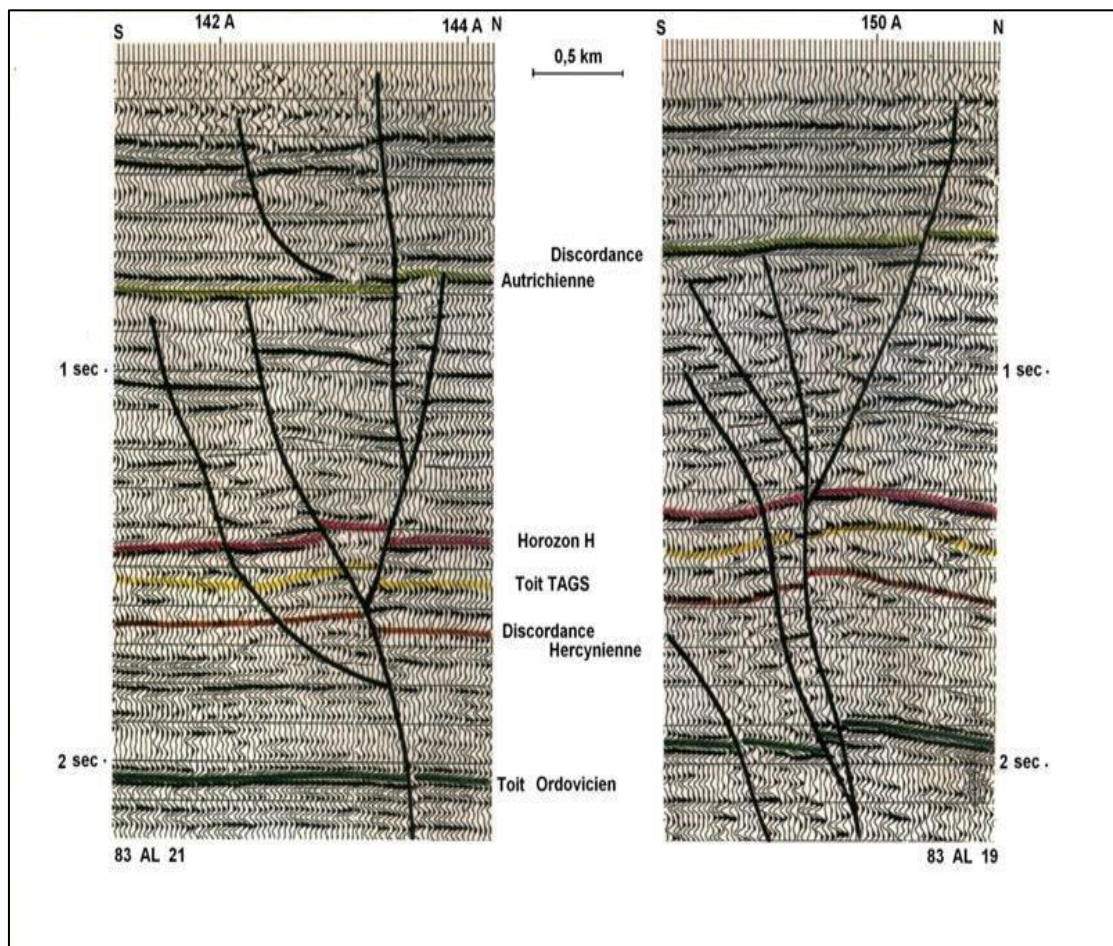 S
142 A
144 A
N
0,5 km
S
150 A
N
Discordance
Autrichienne
1 sec .
1 sec .
Horozon H
Toit TAGS
Discordance
Hercynienne
2 sec .
2 sec .
Toit Ordovicien
83 AL 21
83 AL 19